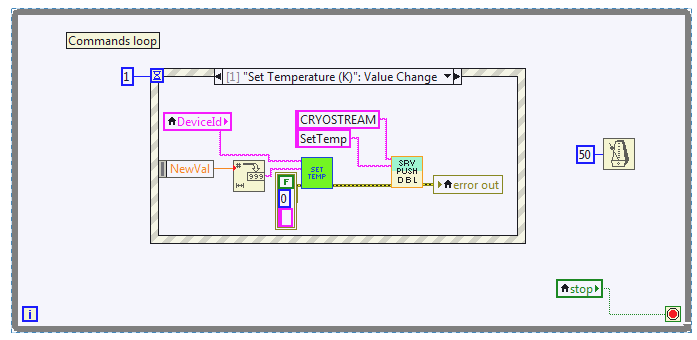 Commands loop
1
[1] "Set Temperature (K)": Value Change
DeviceId
CRYOSTREAM
SetTemp
NewVal
#
999
SET
TEMP
SRV
PUSH
D B L
F
0
error out
50
stop
i